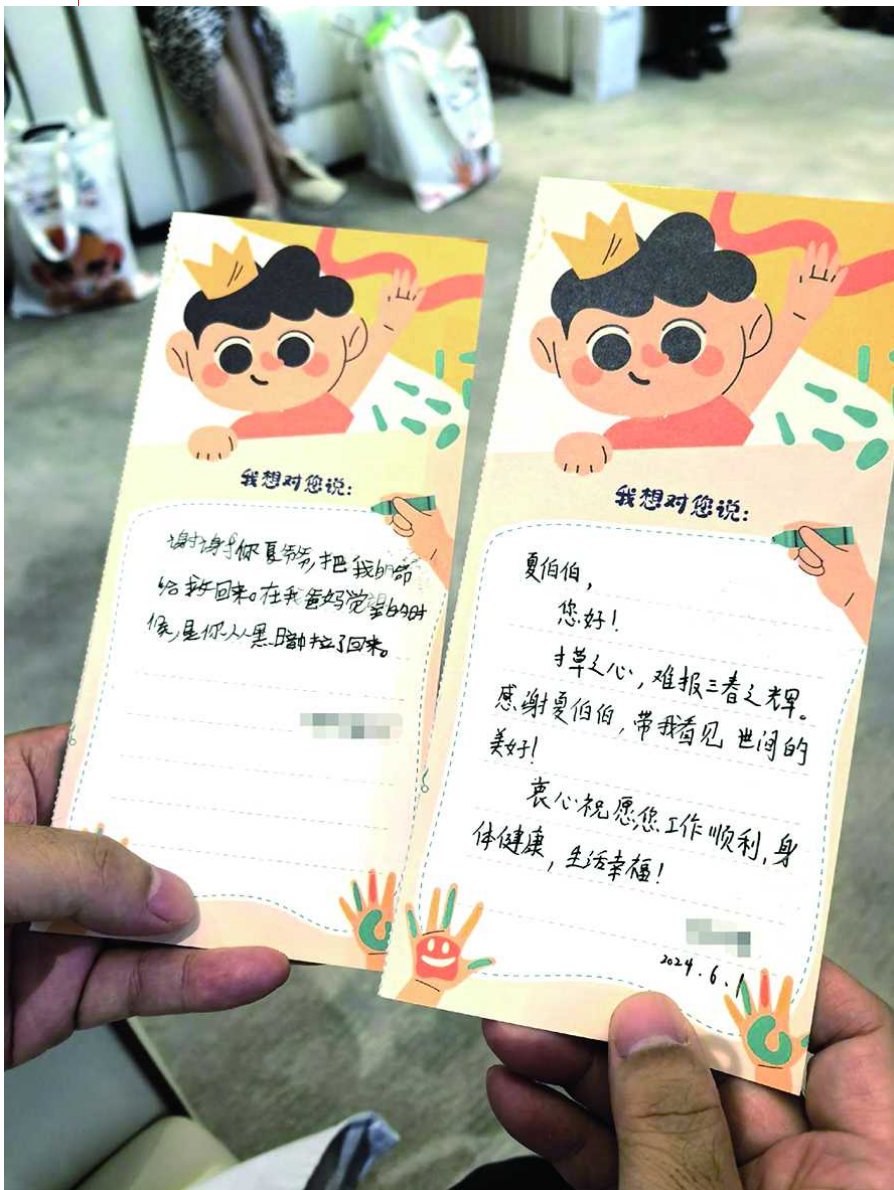 我想对您说:
谢谢你夏爷爷,把我的命
给救回来。在我爸妈觉望的时
候,是你从黑暗中拉了回来。
我想对您说:
夏伯伯,
您好!
寸草之心,难报三春之辉。
感谢夏伯伯,带我看见世间的
美好!
衷心祝愿您工作顺利,身
体健康,生活幸福!
2024.6.1